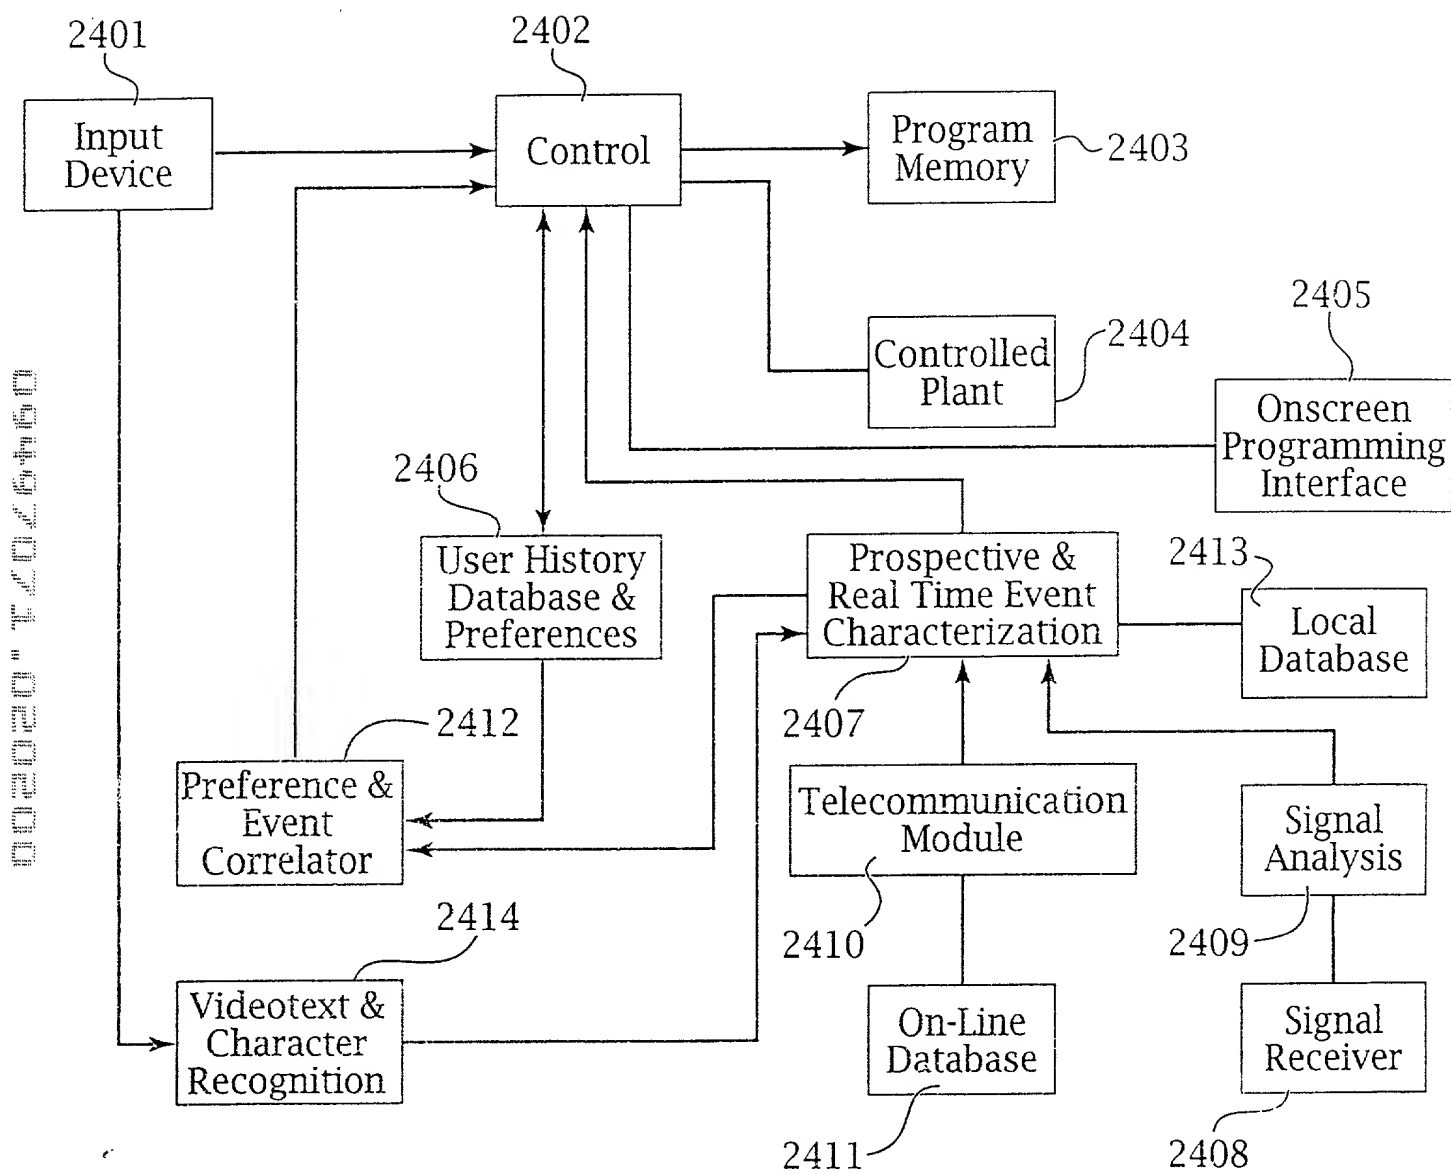 2401
2402
Input
Device
Control
Program
Memory
2403
2405
2404
Controlled
Plant
Onscreen
Programming
Interface
2406
User History
Database &
Preferences
Prospective &
Real Time Event
Characterization
2413
Local
Database
2412
2407
Preference &
Event
Correlator
Telecommunication
Module
Signal
Analysis
2414
2410
2409
Videotext &
Character
Recognition
On-Line
Database
Signal
Receiver
2411
2408
09497071.020200